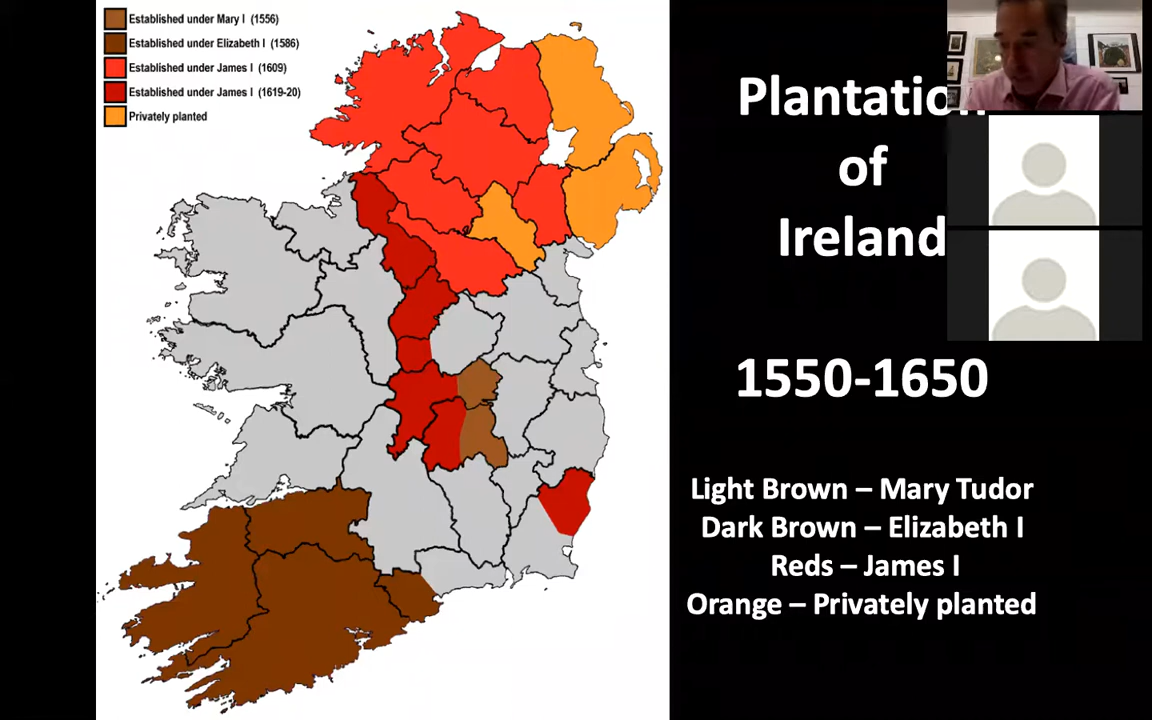 Established under Mary I (1556)
Established under Elizabeth I (1586)
Established under James I (1609)
Established under James I (1619-20)
Privately planted
Plantation
of
Ireland
1550-1650
Light Brown – Mary Tudor
Dark Brown – Elizabeth I
Reds – James I
Orange – Privately planted